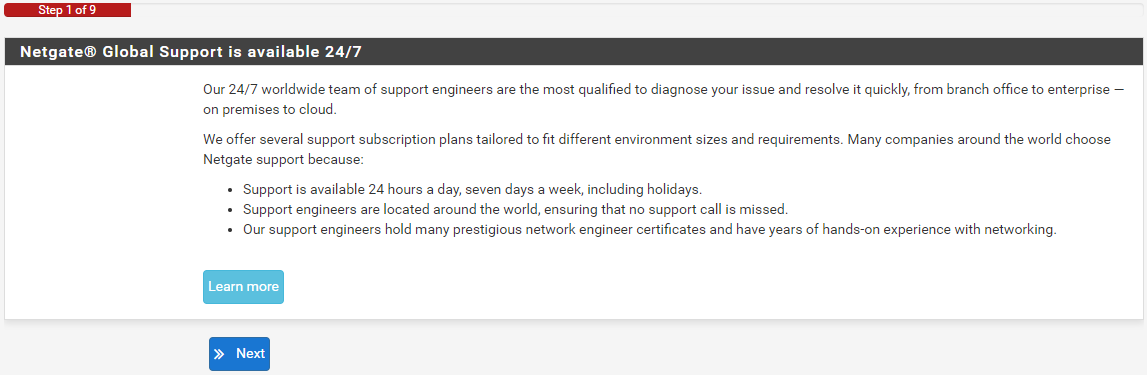 Step 1 of 9
Netgate® Global Support is available 24/7
Our 24/7 worldwide team of support engineers are the most qualified to diagnose your issue and resolve it quickly, from branch office to enterprise —
on premises to cloud.
We offer several support subscription plans tailored to fit different environment sizes and requirements. Many companies around the world choose
Netgate support because:
• Support is available 24 hours a day, seven days a week, including holidays.
• Support engineers are located around the world, ensuring that no support call is missed.
• Our support engineers hold many prestigious network engineer certificates and have years of hands-on experience with networking.
Learn more
» Next